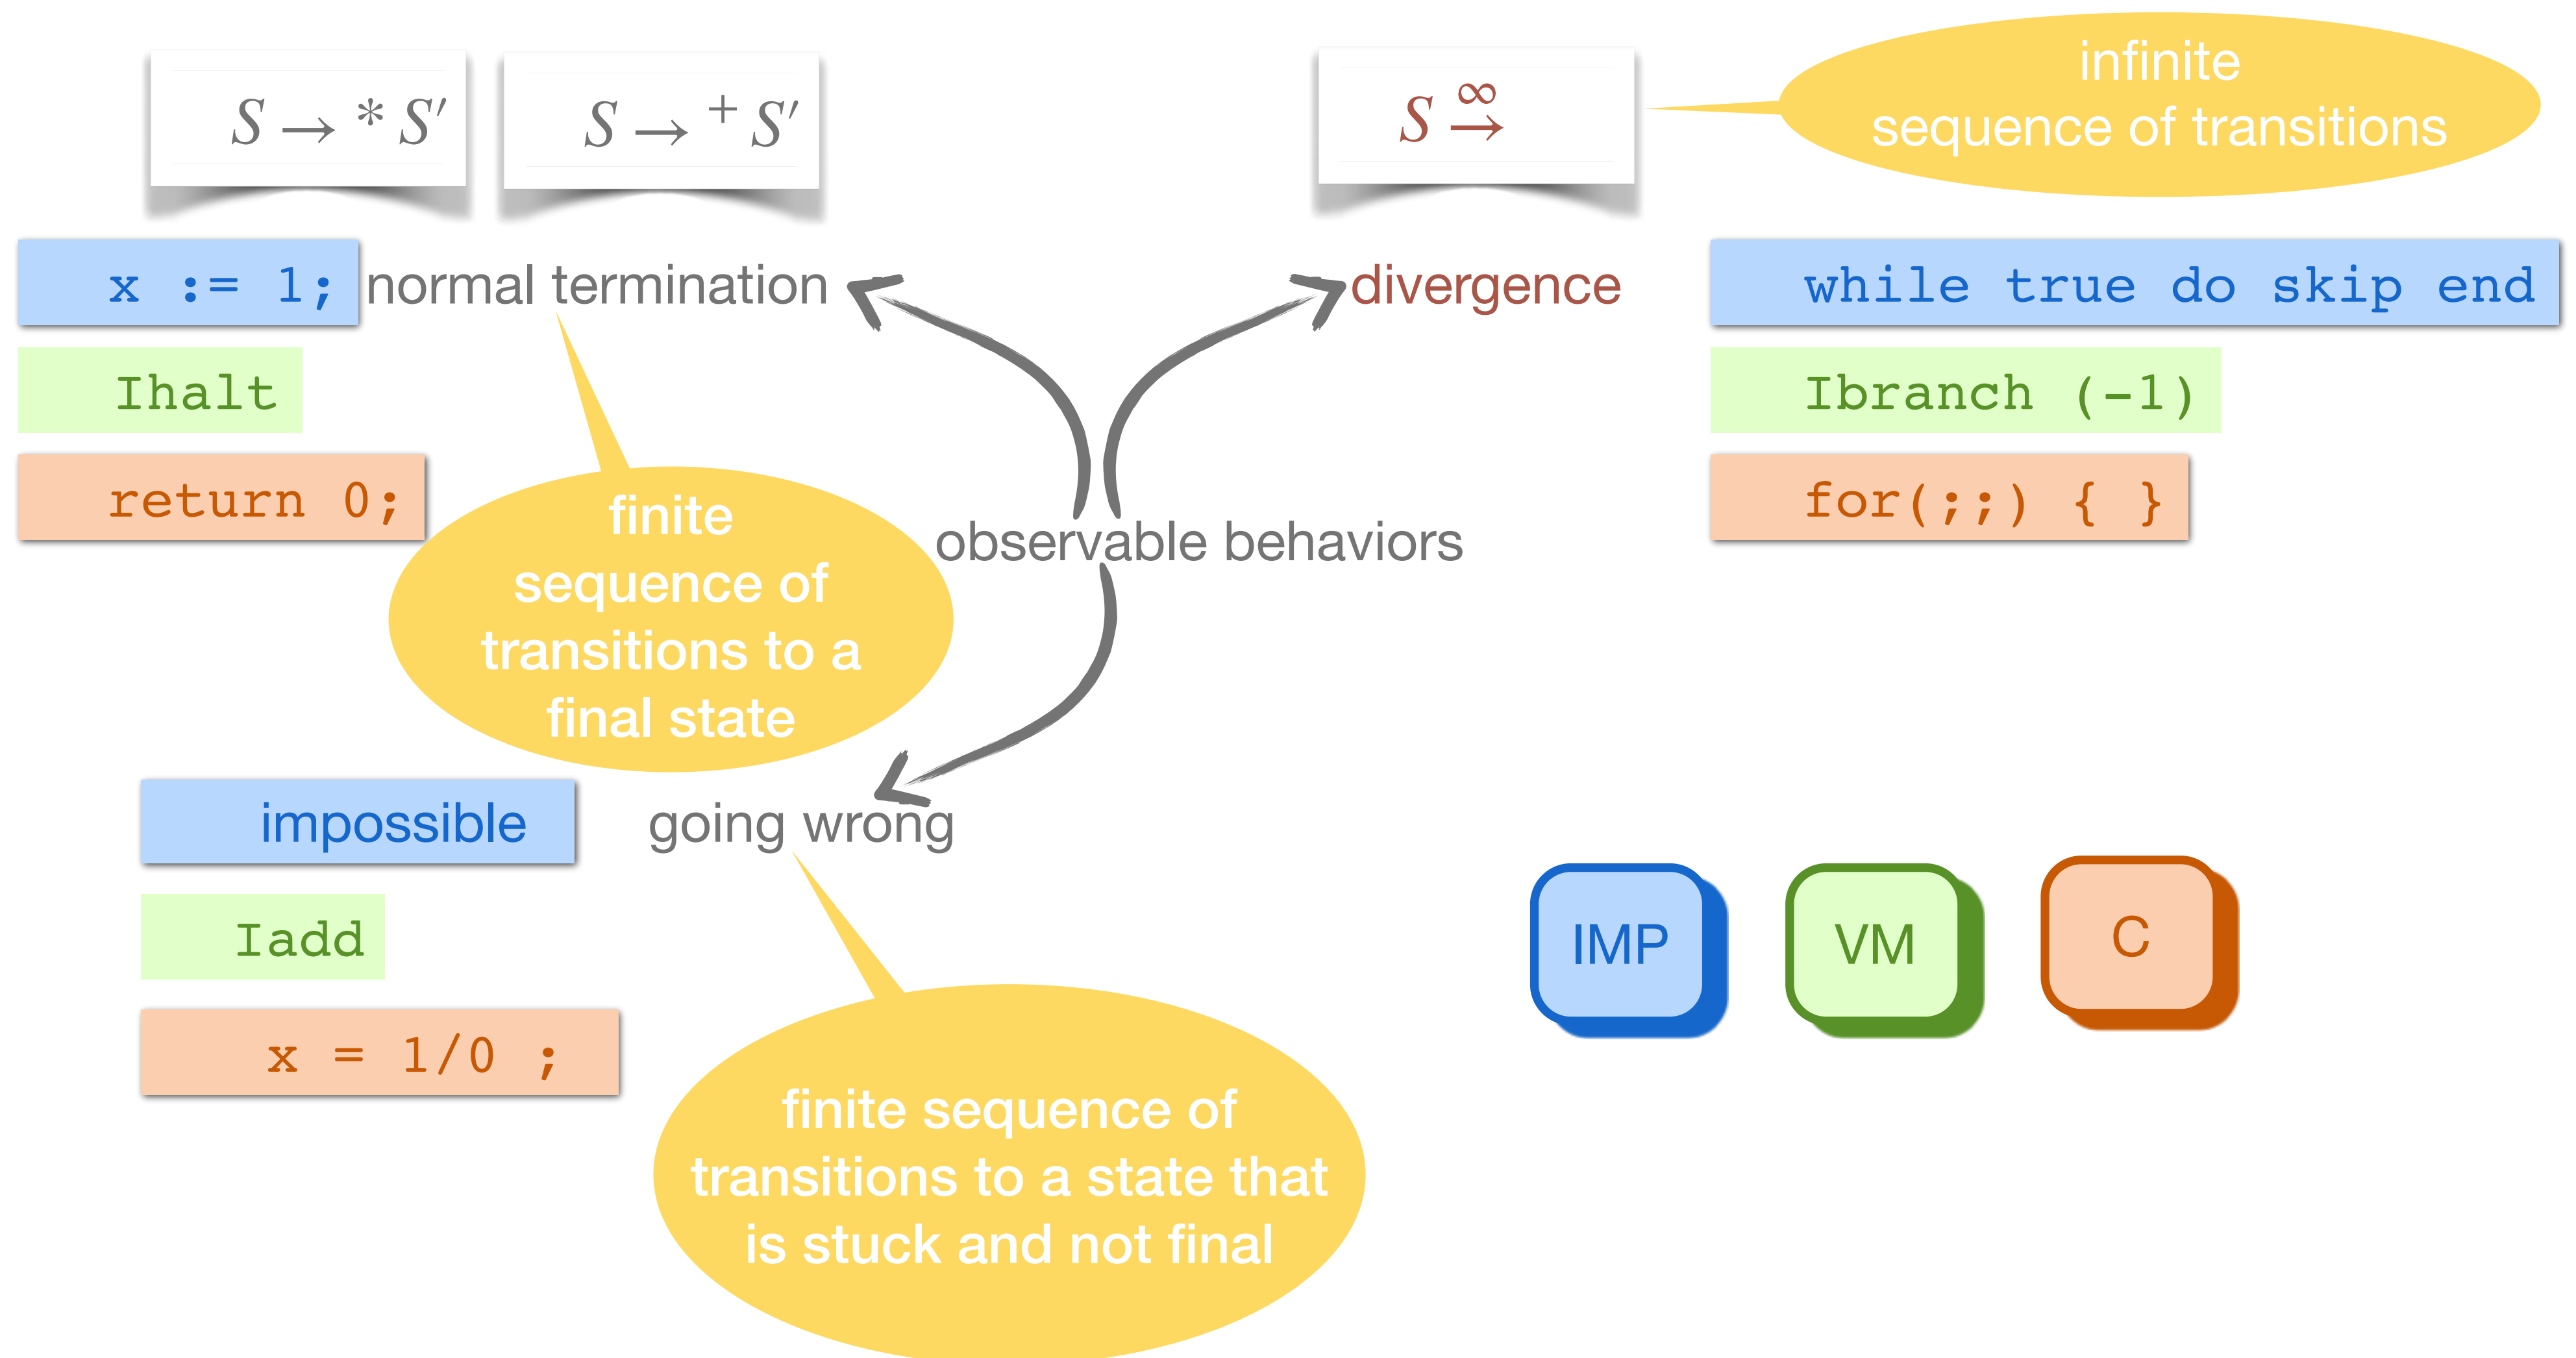 S → * S′
S → + S′
S ∞→
infinite
sequence of transitions
x := 1;
normal termination
divergence
while true do skip end
Ihalt
Ibranch (-1)
return 0;
for(;;) { }
finite
sequence of
transitions to a
final state
observable behaviors
impossible
going wrong
Iadd
x = 1/0 ;
IMP
VM
C
finite sequence of
transitions to a state that
is stuck and not final